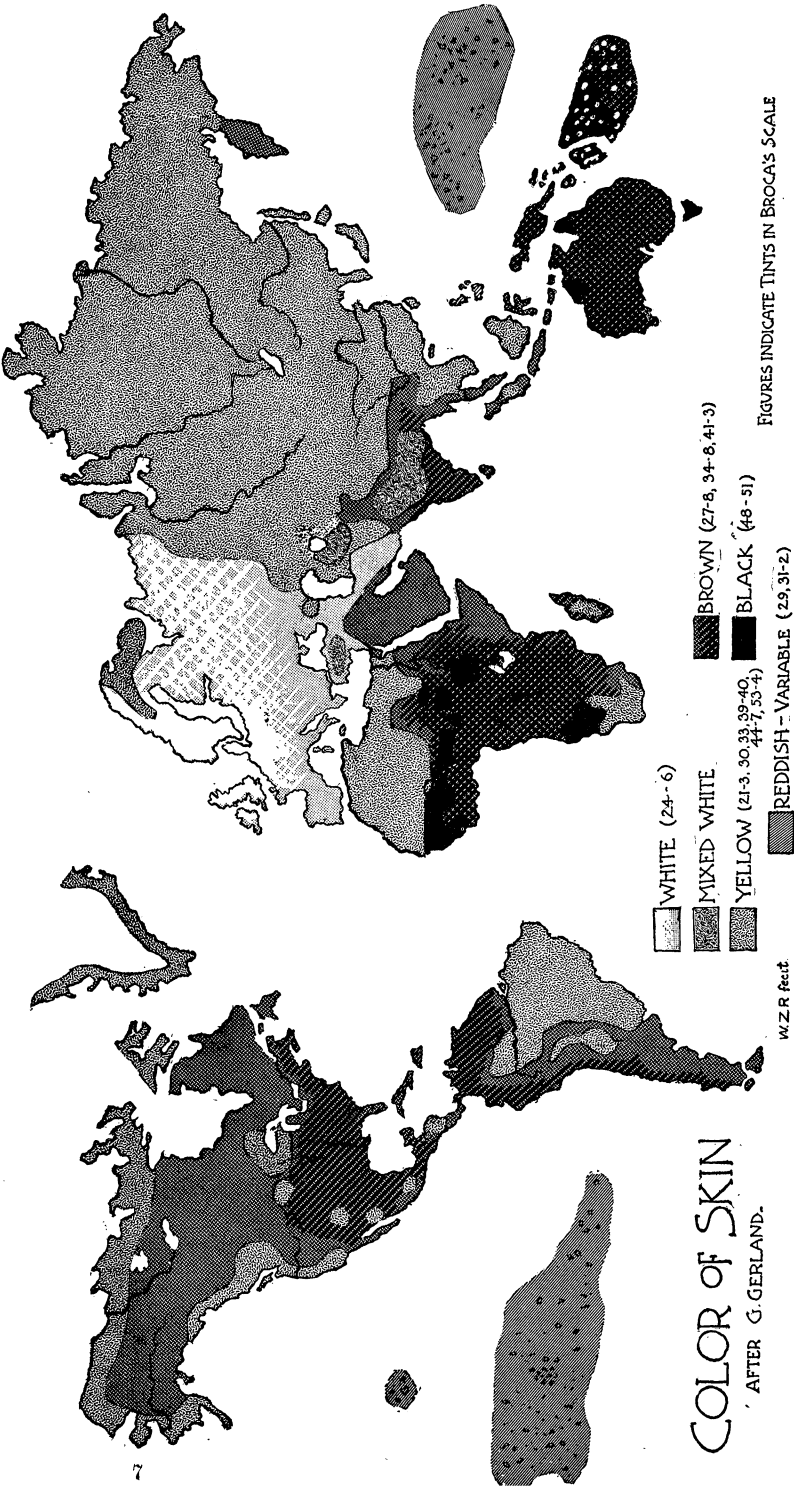 COLOR OF SKIN
AFTER G. GERLAND.
WHITE (24-6)
MIXED WHITE
YELLOW (21-3, 30, 33, 39-40,
44-7, 53-4)
REDDISH - VARIABLE (29, 31-2)
BROWN (27-8, 34-8, 41-3)
BLACK (48-51)
FIGURES INDICATE TINTS IN BROCA'S SCALE
W.Z.R fecit.
7